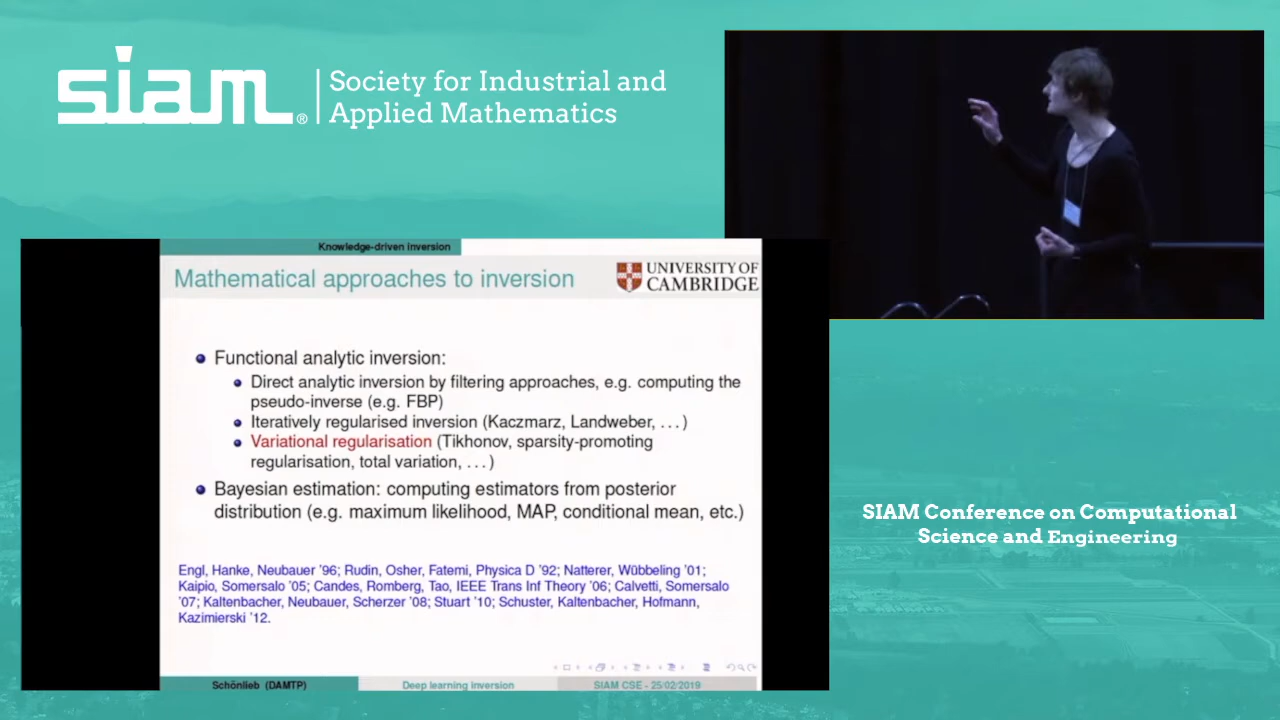 siam®
Society for Industrial and
Applied Mathematics
Knowledge-driven inversion
Mathematical approaches to inversion
UNIVERSITY OF
CAMBRIDGE
Functional analytic inversion:
Direct analytic inversion by filtering approaches, e.g. computing the
pseudo-inverse (e.g. FBP)
Iteratively regularised inversion (Kaczmarz, Landweber, ...)
Variational regularisation (Tikhonov, sparsity-promoting
regularisation, total variation, ...)
Bayesian estimation: computing estimators from posterior
distribution (e.g. maximum likelihood, MAP, conditional mean, etc.)
Engl, Hanke, Neubauer '96; Rudin, Osher, Fatemi, Physica D '92; Natterer, Wübbeling '01;
Kaipio, Somersalo '05; Candes, Romberg, Tao, IEEE Trans Inf Theory '06; Calvetti, Somersalo
'07; Kaltenbacher, Neubauer, Scherzer '08; Stuart '10; Schuster, Kaltenbacher, Hofmann,
Kazimierski '12.
Schönlieb (DAMTP)
Deep learning inversion
SIAM CSE - 25/02/2019
SIAM Conference on Computational
Science and Engineering